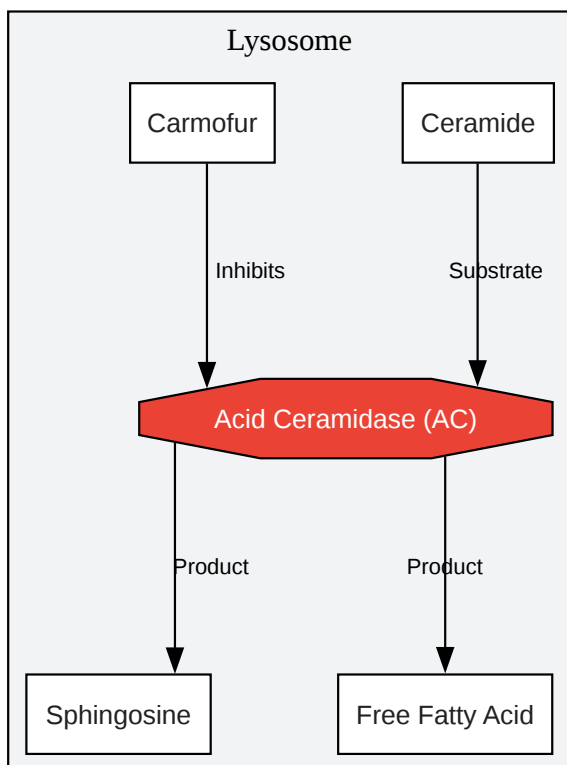 Lysosome
Carmofur
Ceramide
Inhibits
Substrate
Acid Ceramidase (AC)
Product
Product
Sphingosine
Free Fatty Acid